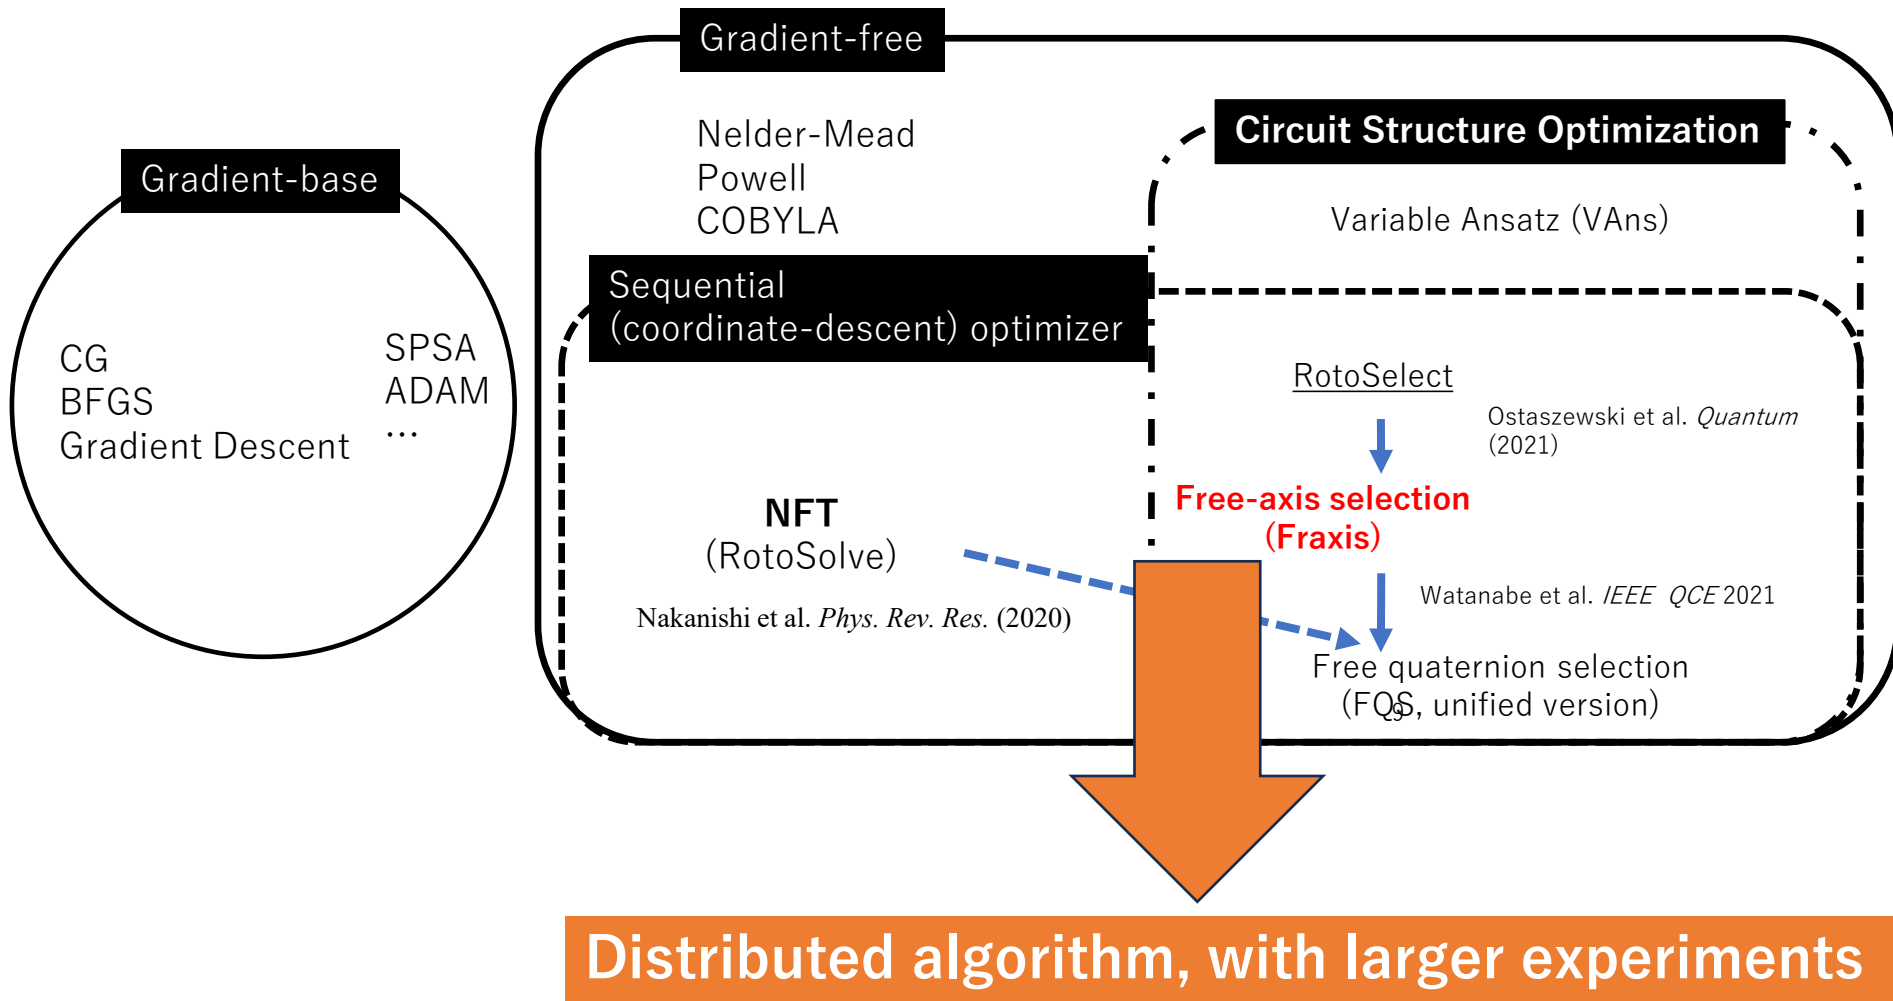 Gradient-free
Gradient-base
Nelder-Mead
Powell
COBYLA
Circuit Structure Optimization
Variable Ansatz (VAns)
Sequential
(coordinate-descent) optimizer
CG
BFGS
Gradient Descent
SPSA
ADAM
...
RotoSelect
Ostaszewski et al. Quantum
(2021)
Free-axis selection
(Fraxis)
NFT
(RotoSolve)
Nakanishi et al. Phys. Rev. Res. (2020)
Watanabe et al. IEEE QCE 2021
Free quaternion selection
(FQS, unified version)
9
Distributed algorithm, with larger experiments